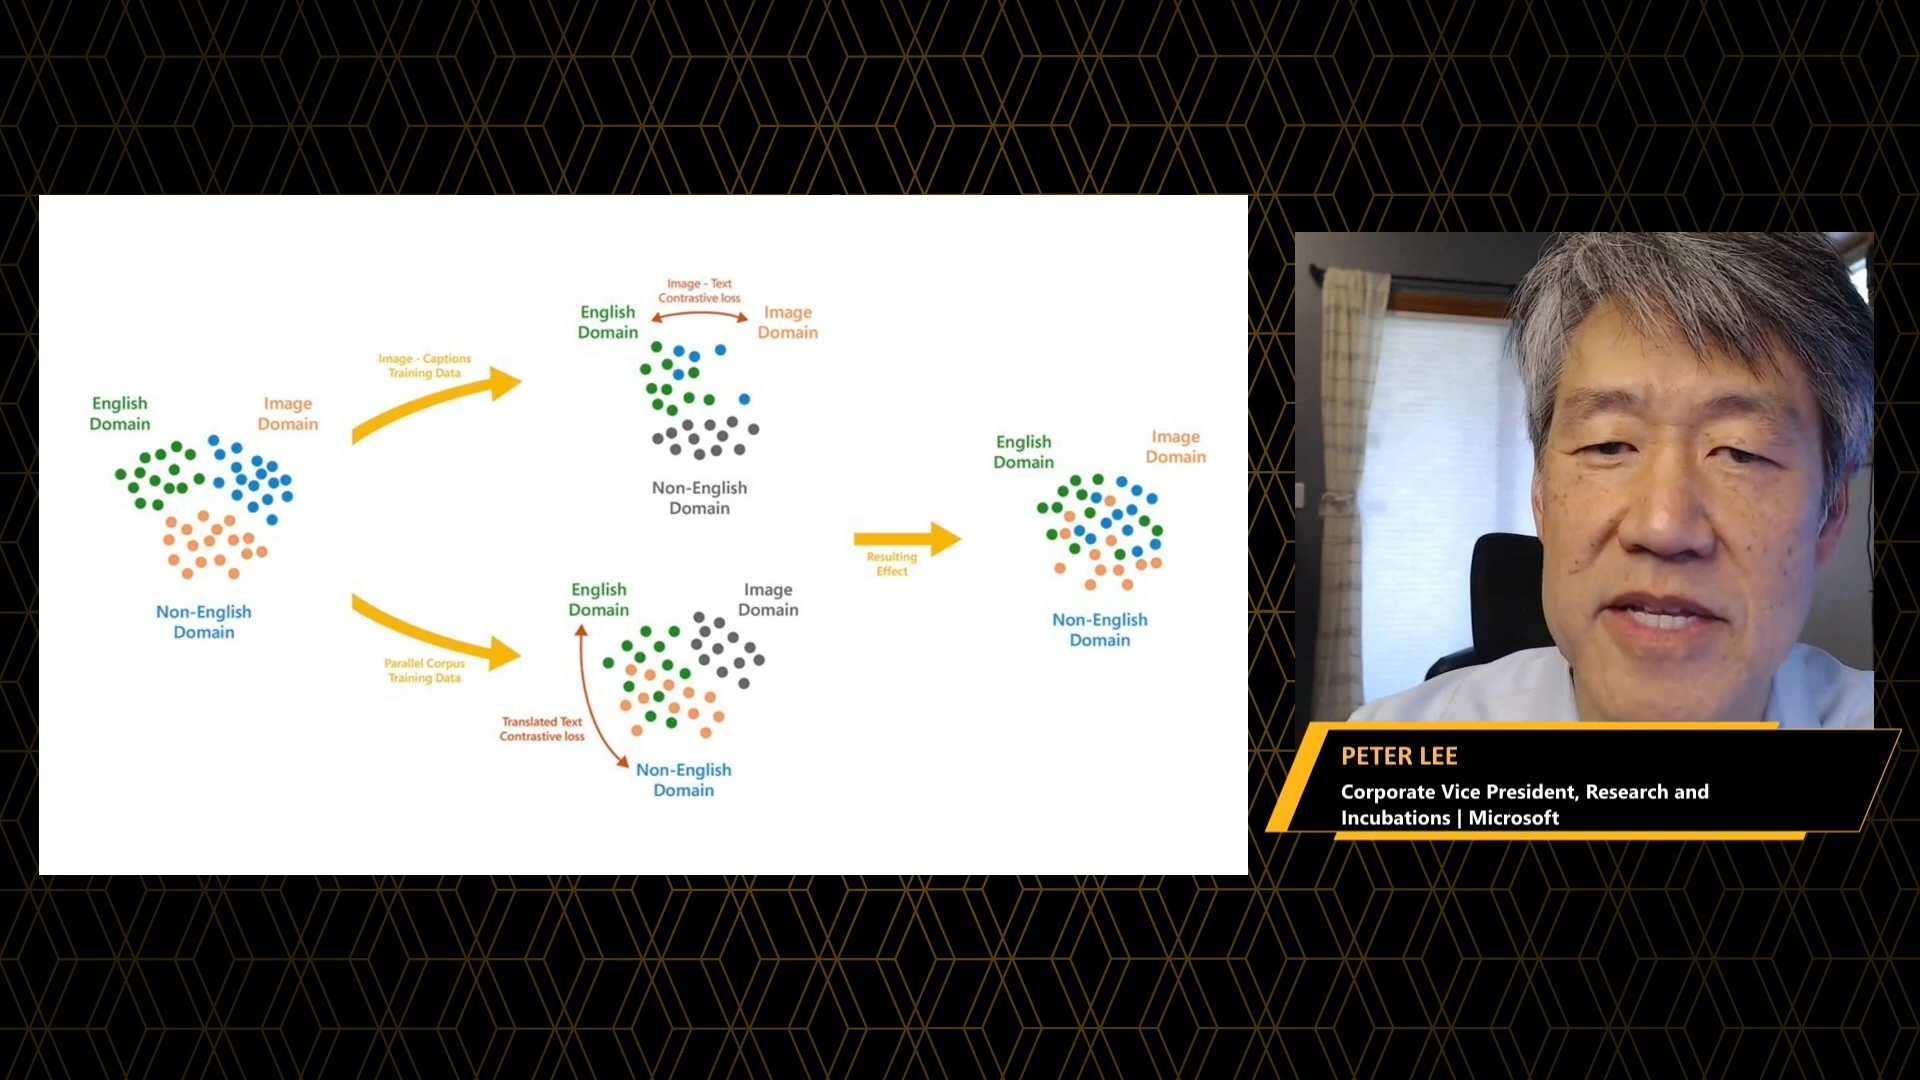 English
Domain
Image
Domain
Non-English
Domain
Image - Captions
Training Data
Parallel Corpus
Training Data
Image - Text
Contrastive loss
English
Domain
Image
Domain
Non-English
Domain
English
Domain
Image
Domain
Translated Text
Contrastive loss
Non-English
Domain
Resulting
Effect
English
Domain
Image
Domain
Non-English
Domain
PETER LEE
Corporate Vice President, Research and
Incubations | Microsoft